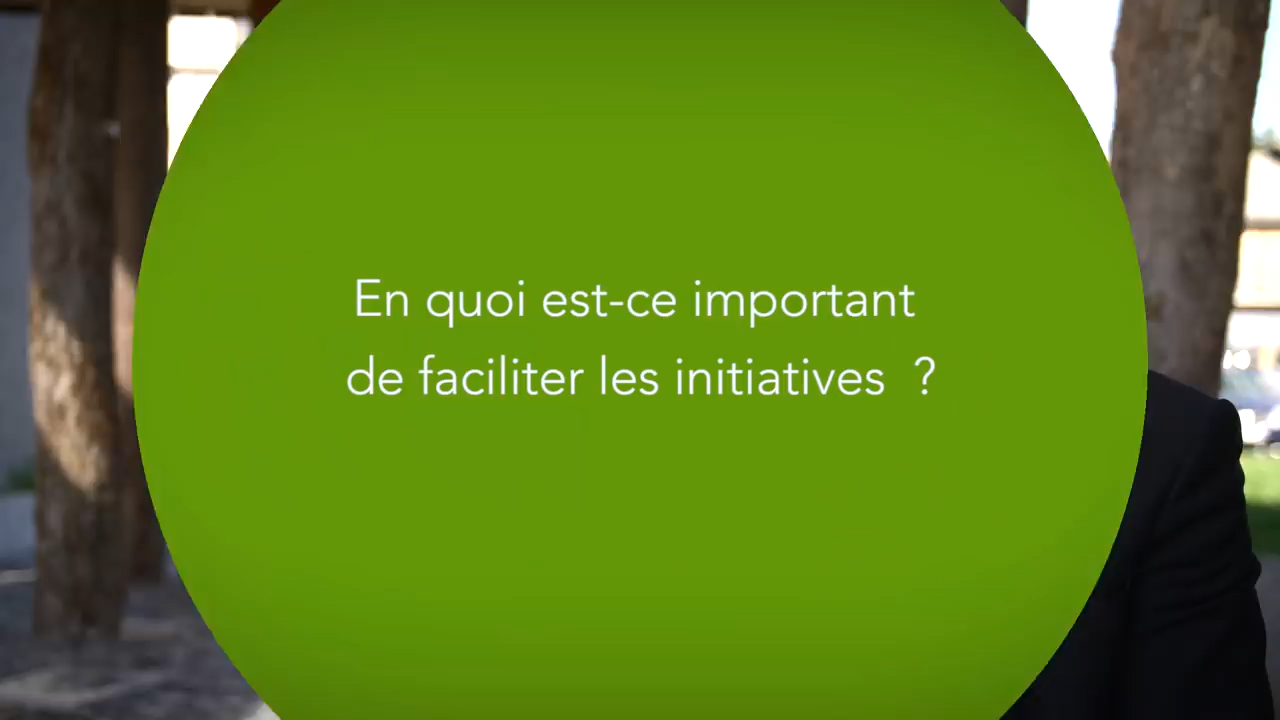 En quoi est-ce important
de faciliter les initiatives  ?